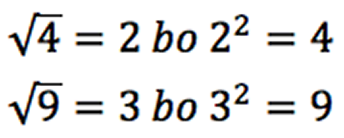 √4 = 2 bo 2² = 4
√9 = 3 bo 3² = 9